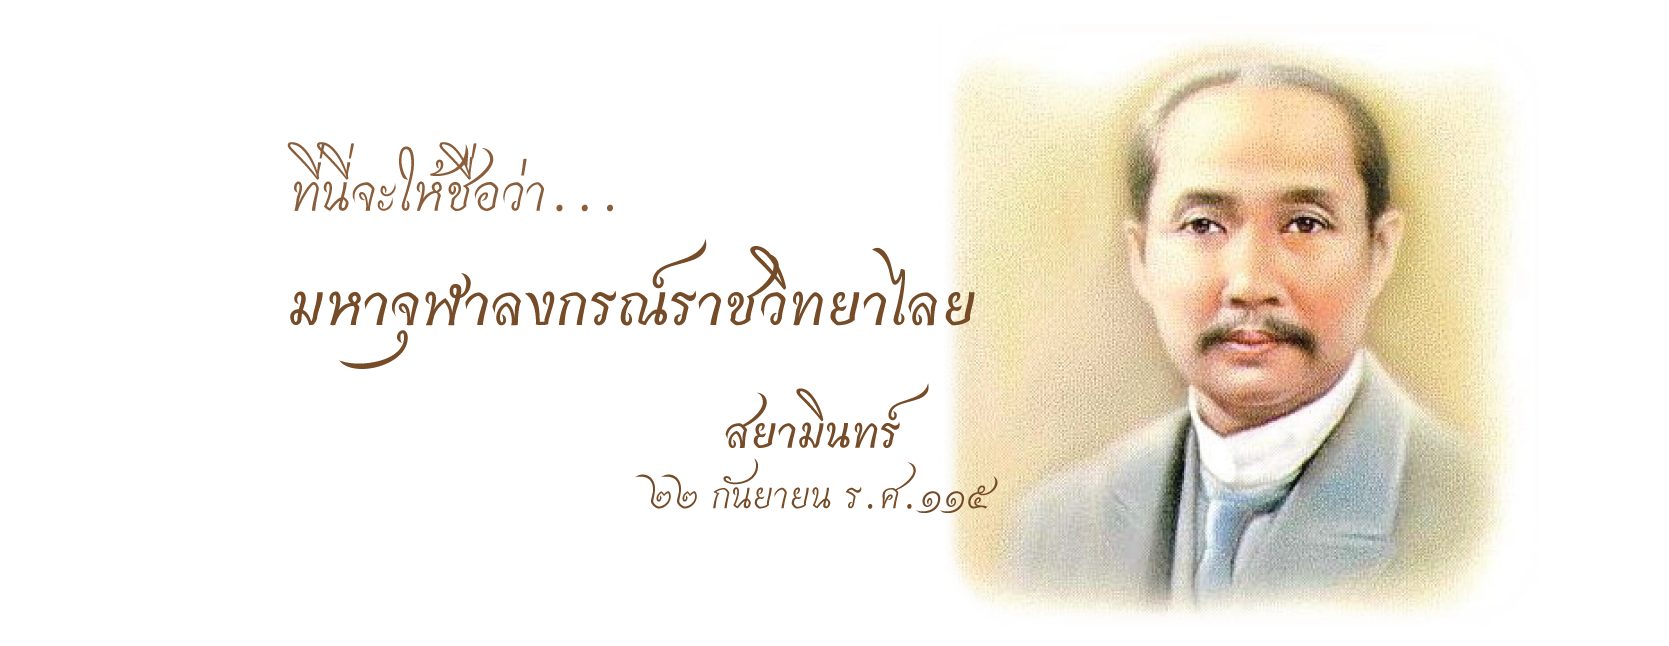 ที่นี่จะให้ชื่อว่า...
มหาจุฬาลงกรณ์ราชวิทยาไลย
สยามินทร์
๒๒ กันยายน ร.ศ.๑๑๕